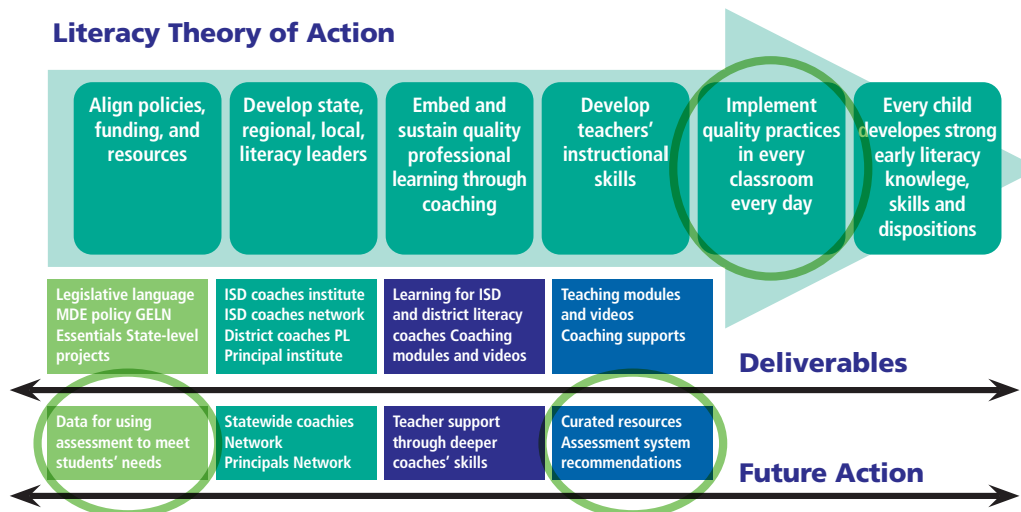 Literacy Theory of Action
Align policies,
funding, and
resources
Develop state,
regional, local,
literacy leaders
Embed and
sustain quality
professional
learning through
coaching
Develop
teachers’
instructional
skills
Implement
quality practices
in every
classroom
every day
Every child
developes strong
early literacy
knowlege,
skills and
dispositions
Legislative language
MDE policy GELN
Essentials State-level
projects
ISD coaches institute
ISD coaches network
District coaches PL
Principal institute
Learning for ISD
and district literacy
coaches Coaching
modules and videos
Teaching modules
and videos
Coaching supports
Deliverables
Data for using
assessment to meet
students’ needs
Statewide coachies
Network
Principals Network
Teacher support
through deeper
coaches’ skills
Curated resources
Assessment system
recommendations
Future Action